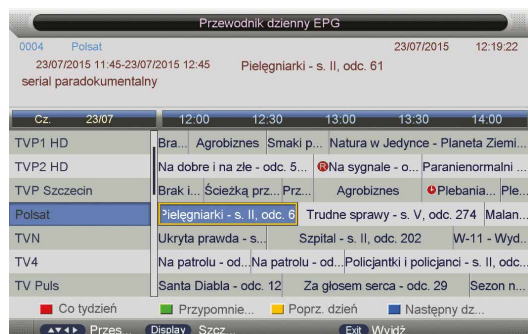 Przewodnik dzienny EPG
0004 Polsat 23/07/2015 12:19:22
23/07/2015 11:45-23/07/2015 12:45 Pielęgniarki - s. II, odc. 61
serial paradokumentalny
Cz. 23/07 12:00 12:30 13:00 13:30 14:00
TVP1 HD Bra... Agrobiznes Smaki p... Natura w Jedynce - Planeta Ziemi...
TVP2 HD Na dobre i na złe - odc. 5... R Na sygnale - o... Paranienormalni ...
TVP Szczecin Brak i... Ścieżką prz... Prz... Agrobiznes Plebania... Ple...
Polsat Pielęgniarki - s. II, odc. 6 Trudne sprawy - s. V, odc. 274 Malan...
TVN Ukryta prawda - s... Szpital - s. II, odc. 202 W-11 - Wyd...
TV4 Na patrolu - od... Na patrolu - od... Policjantki i policjanci - s. II, odc...
TV Puls Santa Diabla - odc. 12 Za głosem serca - odc. 29 Sezon n...
Co tydzień Przypomnie... Poprz. dzień Następny dz...
Przes... Display Szcz... Exit Wyjdź